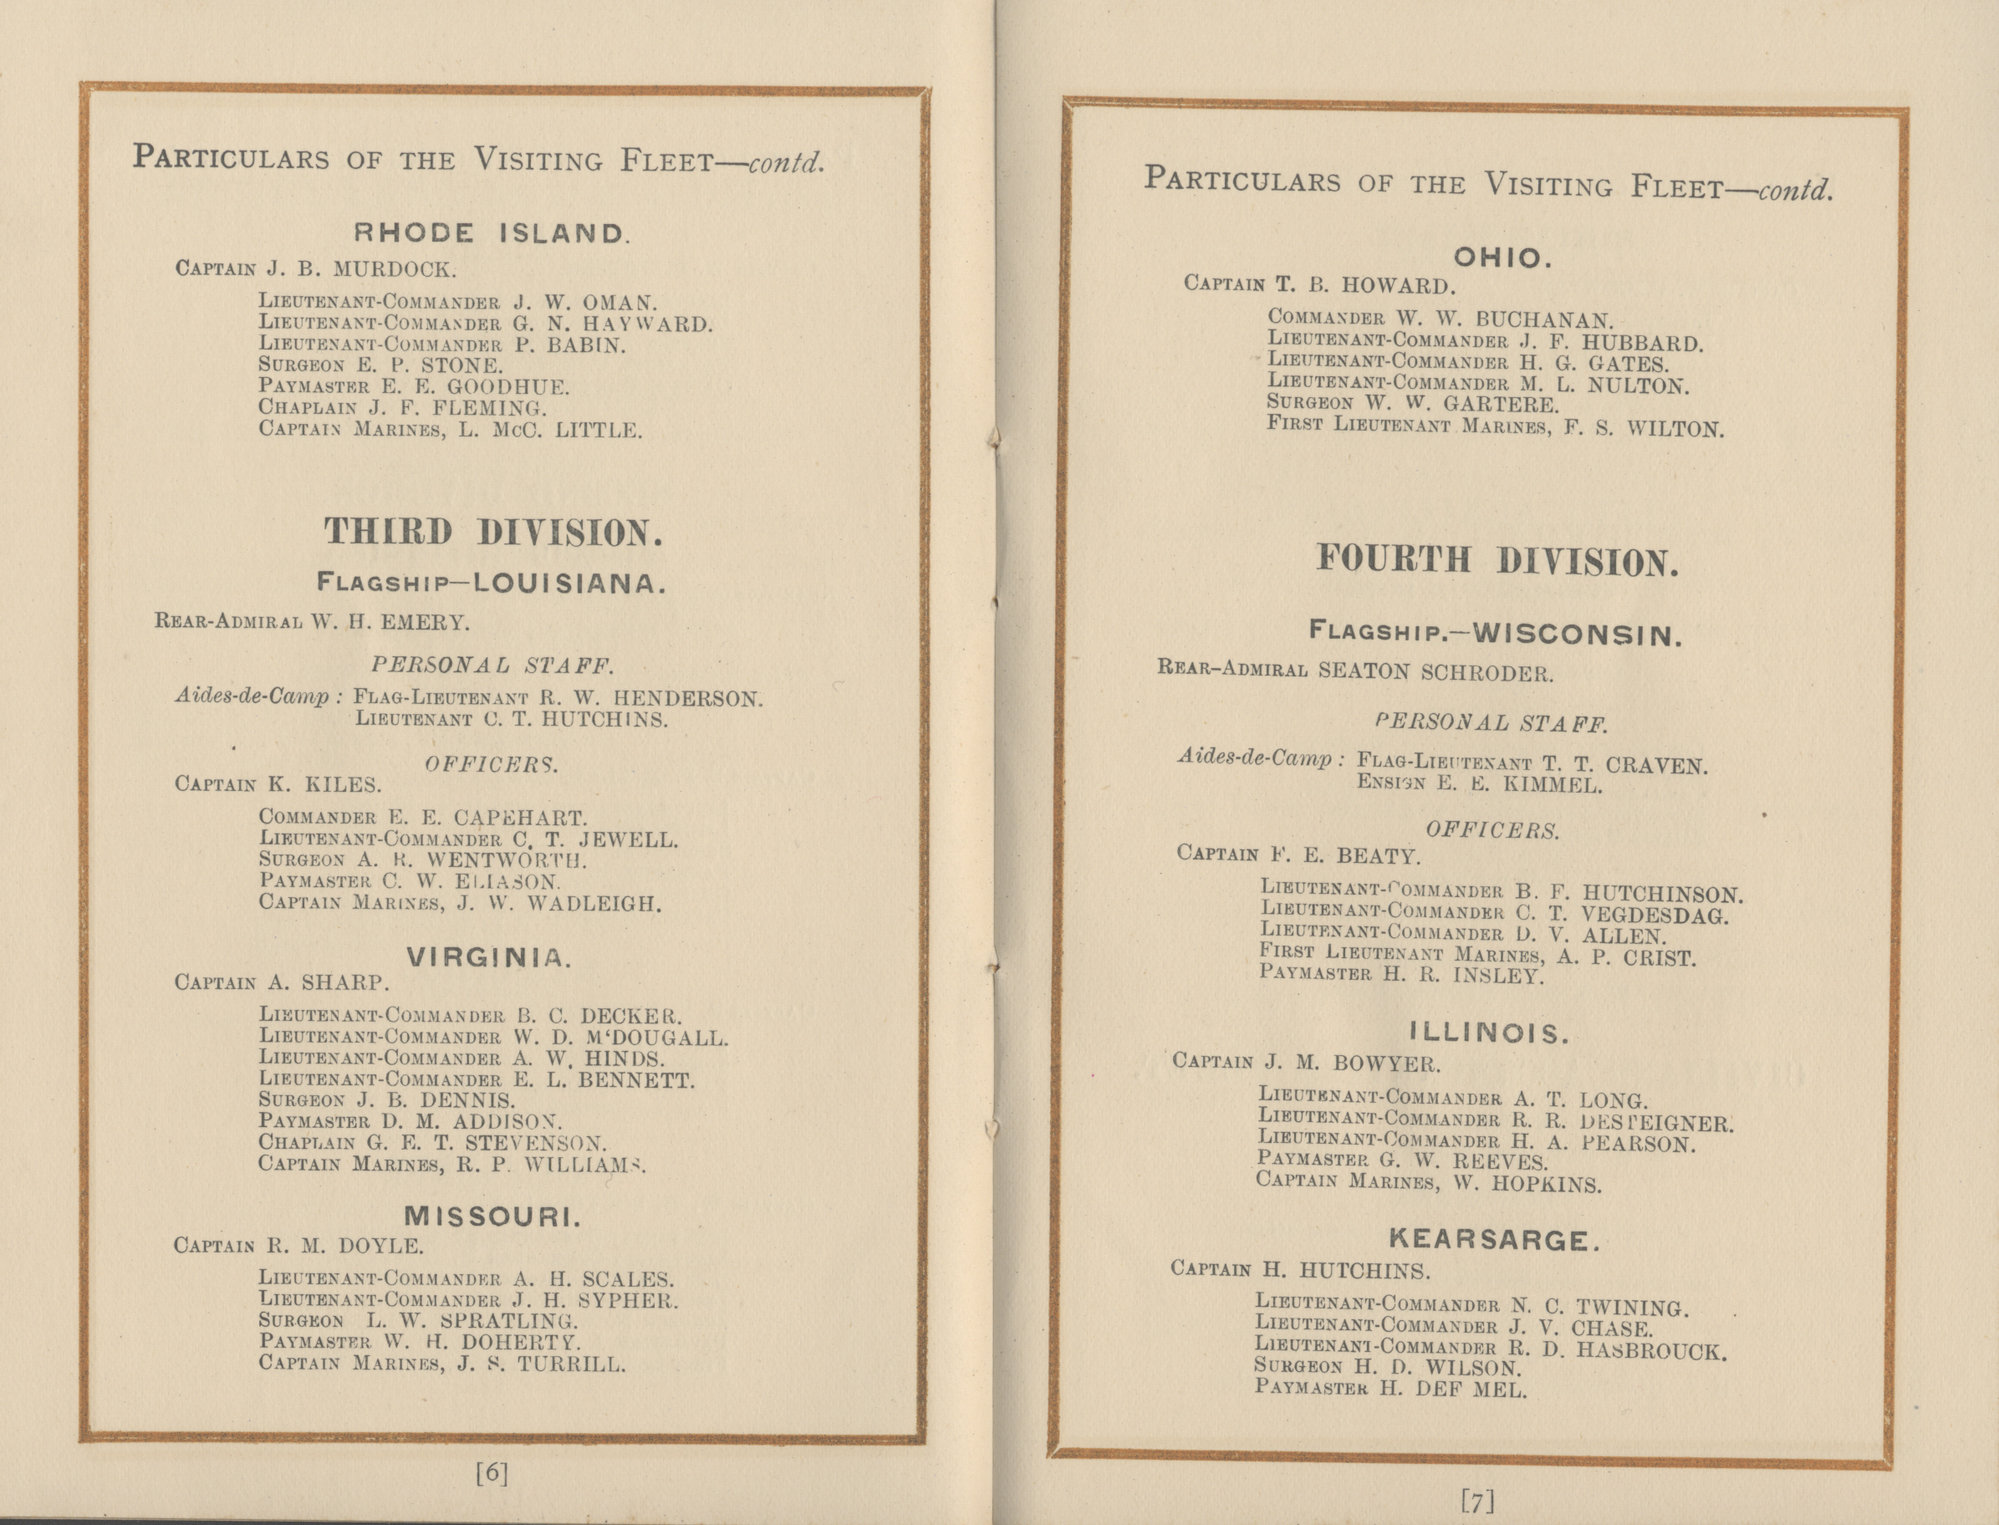 PARTICULARS OF THE VISITING FLEET—contd.
RHODE ISLAND.
CAPTAIN J. B. MURDOCK.
LIEUTENANT-COMMANDER J. W. OMAN.
LIEUTENANT-COMMANDER G. N. HAYWARD.
LIEUTENANT-COMMANDER P. BABIN.
SURGEON E. P. STONE.
PAYMASTER E. E. GOODHUE.
CHAPLAIN J. F. FLEMING.
CAPTAIN MARINES, L. McC. LITTLE.
THIRD DIVISION.
FLAGSHIP—LOUISIANA.
REAR-ADMIRAL W. H. EMERY.
PERSONAL STAFF.
Aides-de-Camp : FLAG-LIEUTENANT R. W. HENDERSON.
LIEUTENANT C. T. HUTCHINS.
OFFICERS.
CAPTAIN K. KILES.
COMMANDER E. E. CAPEHART.
LIEUTENANT-COMMANDER C. T. JEWELL.
SURGEON A. R. WENTWORTH.
PAYMASTER C. W. ELIASON.
CAPTAIN MARINES, J. W. WADLEIGH.
VIRGINIA.
CAPTAIN A. SHARP.
LIEUTENANT-COMMANDER B. C. DECKER.
LIEUTENANT-COMMANDER W. D. M‘DOUGALL.
LIEUTENANT-COMMANDER A. W. HINDS.
LIEUTENANT-COMMANDER E. L. BENNETT.
SURGEON J. B. DENNIS.
PAYMASTER D. M. ADDISON.
CHAPLAIN G. E. T. STEVENSON.
CAPTAIN MARINES, R. P. WILLIAMS.
MISSOURI.
CAPTAIN R. M. DOYLE.
LIEUTENANT-COMMANDER A. H. SCALES.
LIEUTENANT-COMMANDER J. H. SYPHER.
SURGEON L. W. SPRATLING.
PAYMASTER W. H. DOHERTY.
CAPTAIN MARINES, J. S. TURRILL.
[6]
PARTICULARS OF THE VISITING FLEET—contd.
OHIO.
CAPTAIN T. B. HOWARD.
COMMANDER W. W. BUCHANAN.
LIEUTENANT-COMMANDER J. F. HUBBARD.
LIEUTENANT-COMMANDER H. G. GATES.
LIEUTENANT-COMMANDER M. L. NULTON.
SURGEON W. W. GARTERE.
FIRST LIEUTENANT MARINES, F. S. WILTON.
FOURTH DIVISION.
FLAGSHIP.—WISCONSIN.
REAR-ADMIRAL SEATON SCHRODER.
PERSONAL STAFF.
Aides-de-Camp : FLAG-LIEUTENANT T. T. CRAVEN.
ENSIGN E. E. KIMMEL.
OFFICERS.
CAPTAIN F. E. BEATY.
LIEUTENANT-COMMANDER B. F. HUTCHINSON.
LIEUTENANT-COMMANDER C. T. VEGDESDAG.
LIEUTENANT-COMMANDER D. V. ALLEN.
FIRST LIEUTENANT MARINES, A. P. CRIST.
PAYMASTER H. R. INSLEY.
ILLINOIS.
CAPTAIN J. M. BOWYER.
LIEUTENANT-COMMANDER A. T. LONG.
LIEUTENANT-COMMANDER R. R. DESTEIGNER.
LIEUTENANT-COMMANDER H. A. PEARSON.
PAYMASTER G. W. REEVES.
CAPTAIN MARINES, W. HOPKINS.
KEARSARGE.
CAPTAIN H. HUTCHINS.
LIEUTENANT-COMMANDER N. C. TWINING.
LIEUTENANT-COMMANDER J. V. CHASE.
LIEUTENANT-COMMANDER R. D. HASBROUCK.
SURGEON H. D. WILSON.
PAYMASTER H. DEF MEL.
[7]